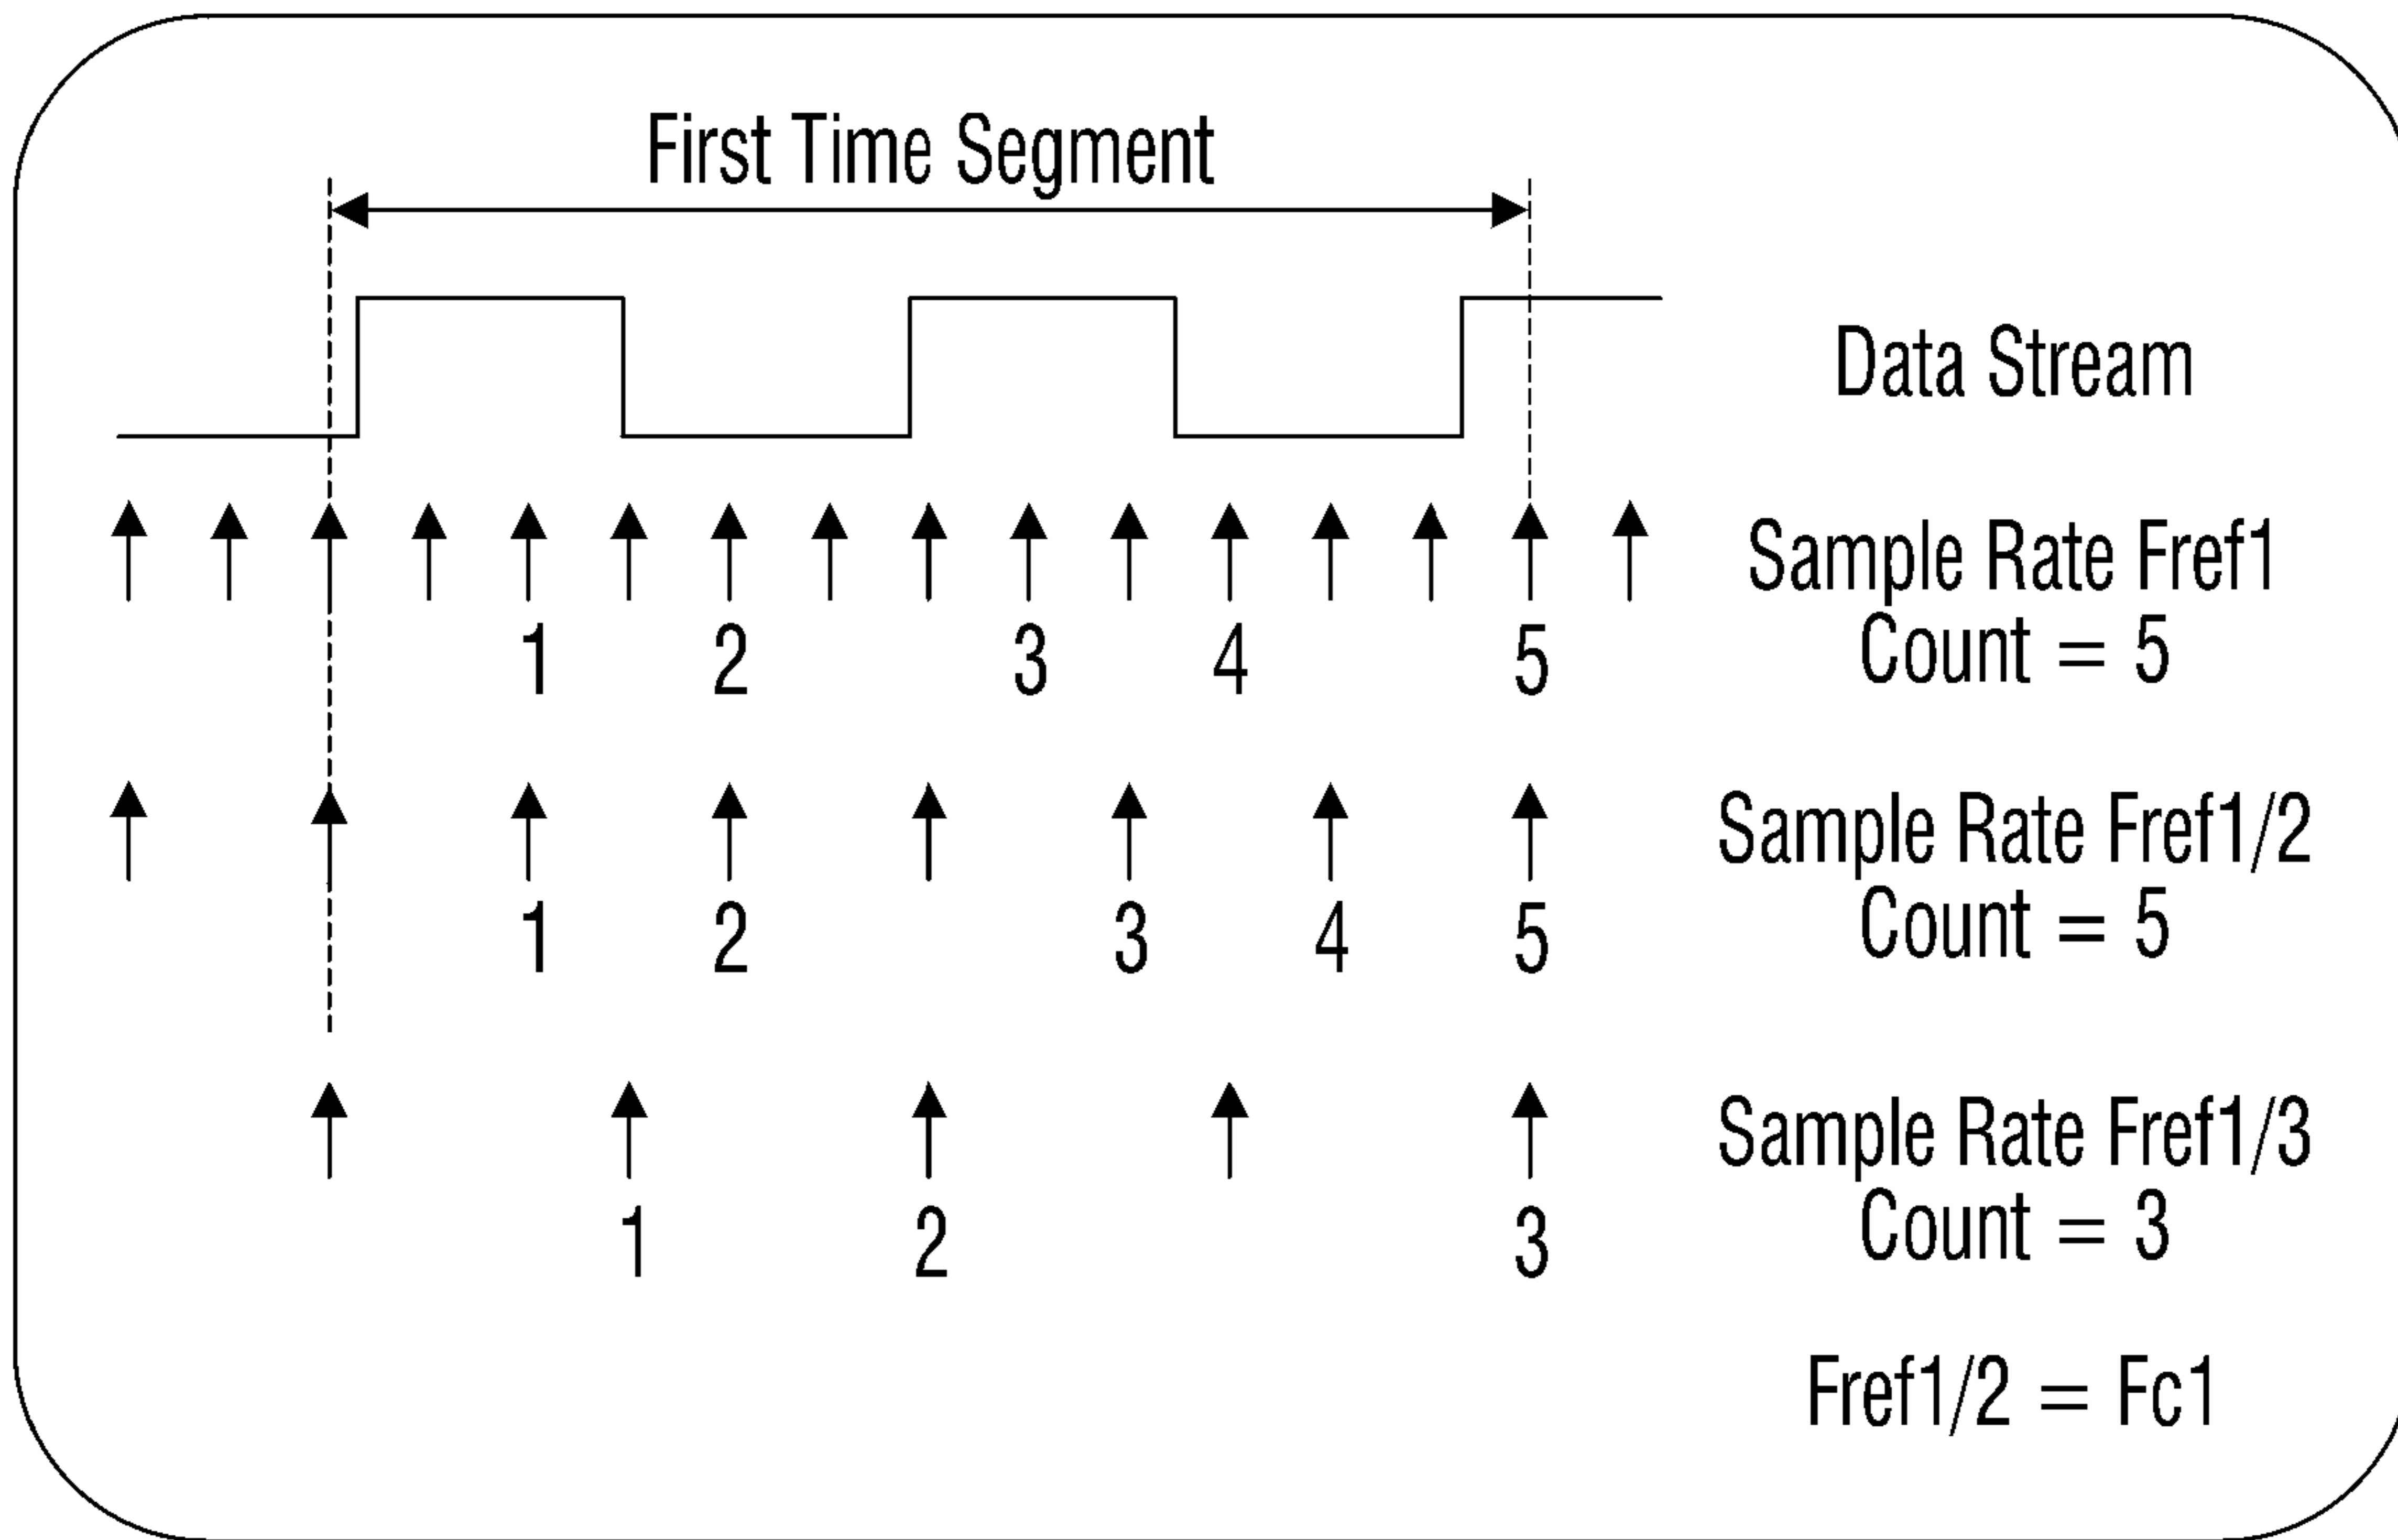 First Time Segment
Data Stream
Sample Rate Fref1
Count = 5
1 2 3 4 5
Sample Rate Fref1/2
Count = 5
1 2 3 4 5
Sample Rate Fref1/3
Count = 3
1 2 3
Fref1/2 = Fc1